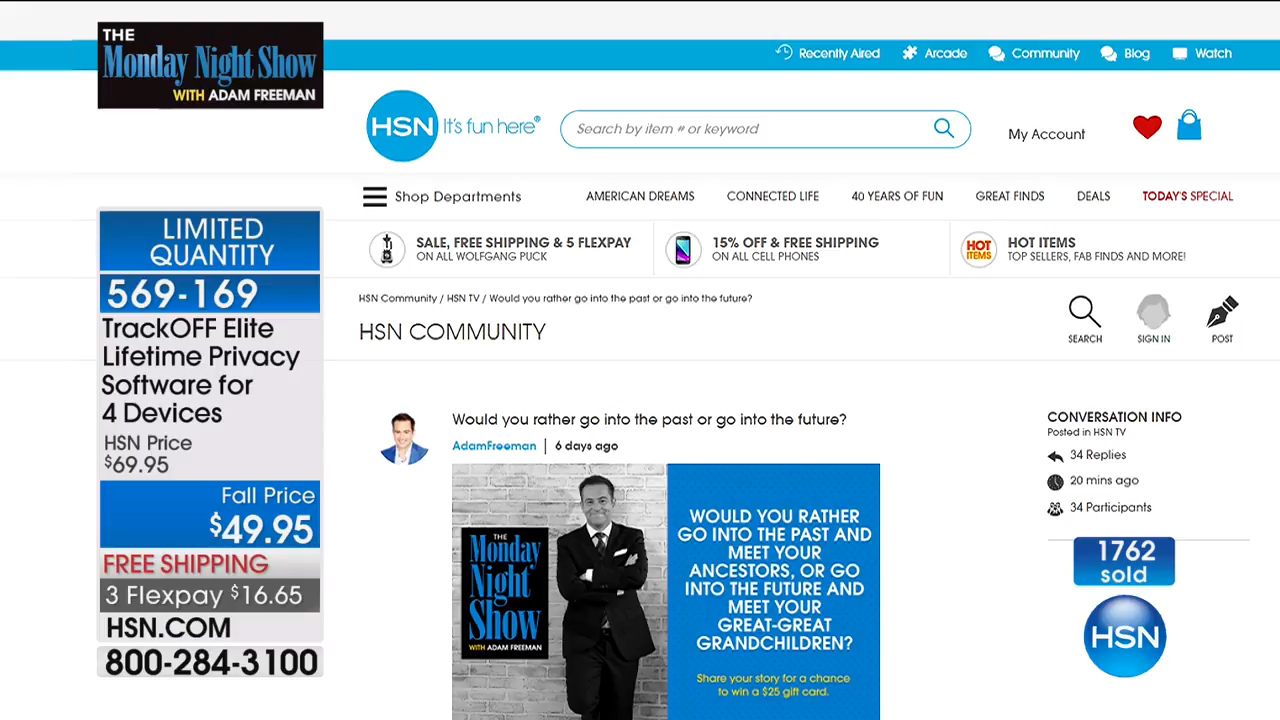 THE
Monday Night Show
WITH ADAM FREEMAN
Recently Aired
Arcade
Community
Blog
Watch
HSN It's fun here®
Search by item # or keyword
My Account
Shop Departments
AMERICAN DREAMS
CONNECTED LIFE
40 YEARS OF FUN
GREAT FINDS
DEALS
TODAY'S SPECIAL
SALE, FREE SHIPPING & 5 FLEXPAY
ON ALL WOLFGANG PUCK
15% OFF & FREE SHIPPING
ON ALL CELL PHONES
HOT
ITEMS
HOT ITEMS
TOP SELLERS, FAB FINDS AND MORE!
LIMITED
QUANTITY
569-169
TrackOFF Elite
Lifetime Privacy
Software for
4 Devices
HSN Price
$69.95
Fall Price
$49.95
FREE SHIPPING
3 Flexpay $16.65
HSN.COM
800-284-3100
HSN Community / HSN TV / Would you rather go into the past or go into the future?
HSN COMMUNITY
SEARCH
SIGN IN
POST
Would you rather go into the past or go into the future?
AdamFreeman | 6 days ago
THE
Monday
Night
Show
WITH ADAM FREEMAN
WOULD YOU RATHER
GO INTO THE PAST AND
MEET YOUR
ANCESTORS, OR GO
INTO THE FUTURE AND
MEET YOUR
GREAT-GREAT
GRANDCHILDREN?
Share your story for a chance
to win a $25 gift card.
CONVERSATION INFO
Posted in HSN TV
34 Replies
20 mins ago
34 Participants
1762
sold
HSN